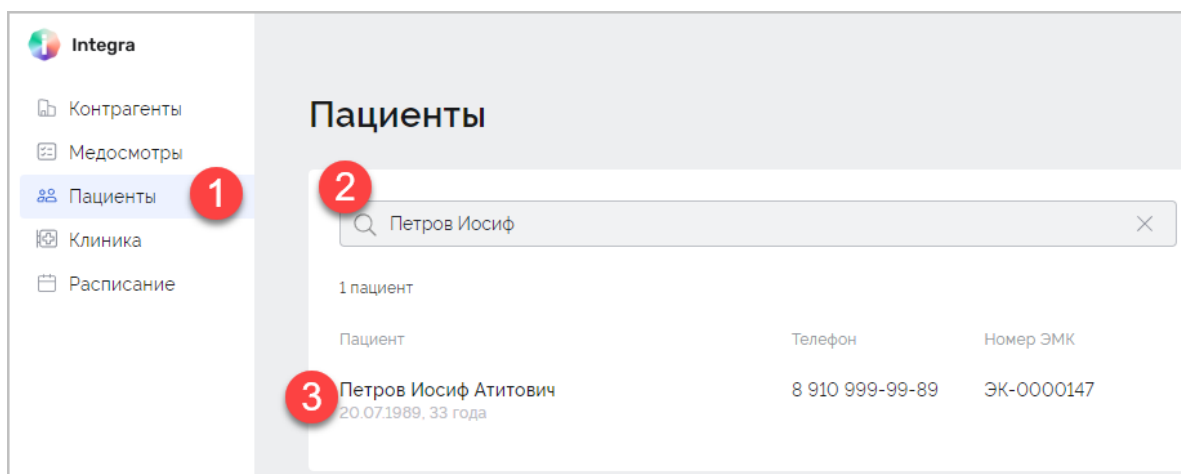 Integra
Контрагенты
Медосмотры
Пациенты
1
Клиника
Расписание
Пациенты
2
Петров Иосиф
1 пациент
Пациент Телефон Номер ЭМК
3
Петров Иосиф Атитович 8 910 999-99-89 ЭК-0000147
20.07.1989, 33 года